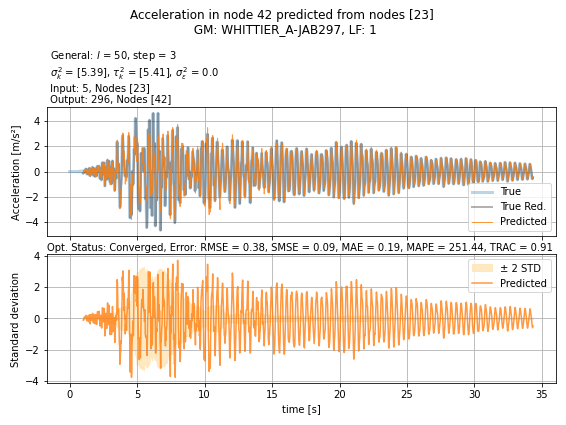 Acceleration in node 42 predicted from nodes [23]
GM: WHITTIER_A-JAB297, LF: 1
General: l = 50, step = 3
σ²ₖ = [5.39], τ²ₖ = [5.41], σ²ε = 0.0
Input: 5, Nodes [23]
Output: 296, Nodes [42]
Acceleration [m/s²]
4
2
0
−2
−4
True
True Red.
Predicted
Opt. Status: Converged, Error: RMSE = 0.38, SMSE = 0.09, MAE = 0.19, MAPE = 251.44, TRAC = 0.91
Standard deviation
4
2
0
−2
−4
± 2 STD
Predicted
0 5 10 15 20 25 30 35
time [s]